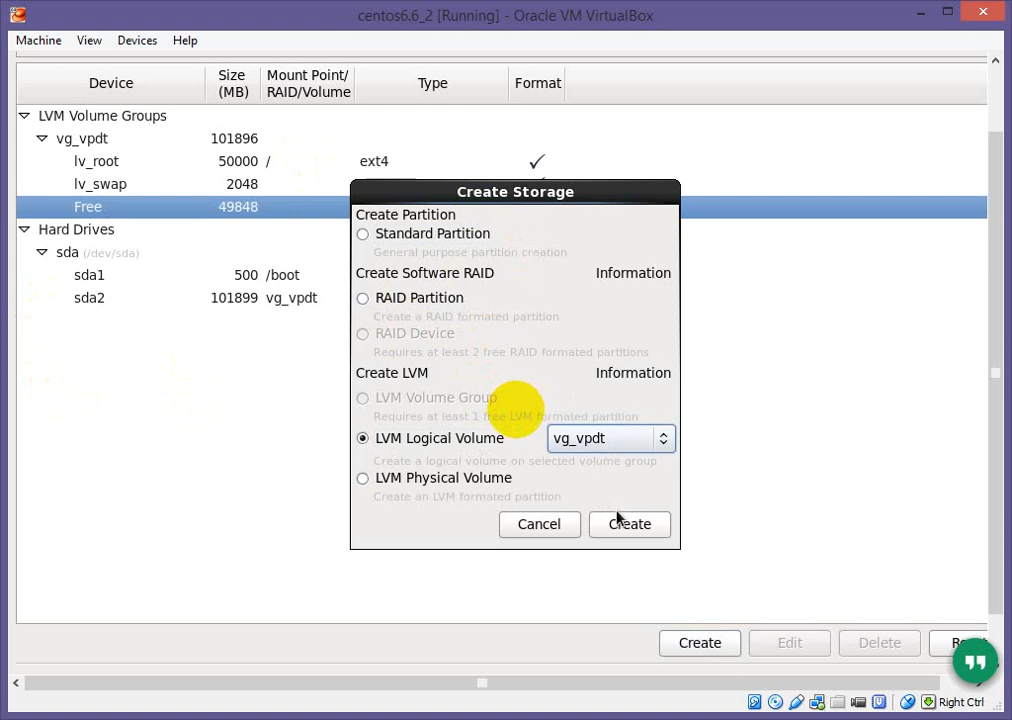 centos6.6_2 [Running] - Oracle VM VirtualBox
Machine View Devices Help
Device Size (MB) Mount Point/ RAID/Volume Type Format
LVM Volume Groups
vg_vpdt 101896
lv_root 50000 / ext4 ✓
lv_swap 2048
Free 49848
Hard Drives
sda (/dev/sda)
sda1 500 /boot
sda2 101899 vg_vpdt
Create Storage
Create Partition
Standard Partition
General purpose partition creation
Create Software RAID Information
RAID Partition
Create a RAID formated partition
RAID Device
Requires at least 2 free RAID formated partitions
Create LVM Information
LVM Volume Group
Requires at least 1 free LVM formated partition
LVM Logical Volume vg_vpdt
Create a logical volume on selected volume group
LVM Physical Volume
Create an LVM formated partition
Cancel Create
Create Edit Delete
Right Ctrl